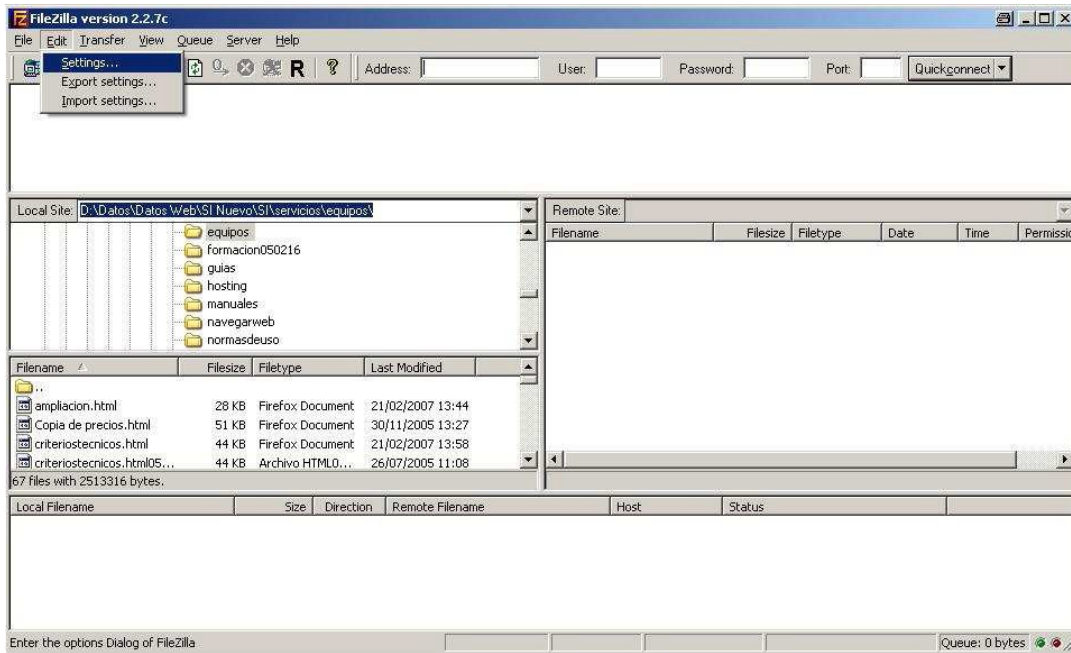 FileZilla version 2.2.7c
File Edit Transfer View Queue Server Help
Settings...
Export settings...
Import settings...
R ? Address: User: Password: Port: Quickconnect
Local Site: D:\Datos\Datos Web\SI Nuevo\SI\servicios\equipos\
Remote Site:
equipos
formacion050216
guias
hosting
manuales
navegarweb
normasdeuso
Filename Filesize Filetype Date Time Permissio
Filename Filesize Filetype Last Modified
..
ampliacion.html 28 KB Firefox Document 21/02/2007 13:44
Copia de precios.html 51 KB Firefox Document 30/11/2005 13:27
criteriostecnicos.html 44 KB Firefox Document 21/02/2007 13:58
criteriostecnicos.html05... 44 KB Archivo HTML0... 26/07/2005 11:08
67 files with 2513316 bytes.
Local Filename Size Direction Remote Filename Host Status
Enter the options Dialog of FileZilla
Queue: 0 bytes